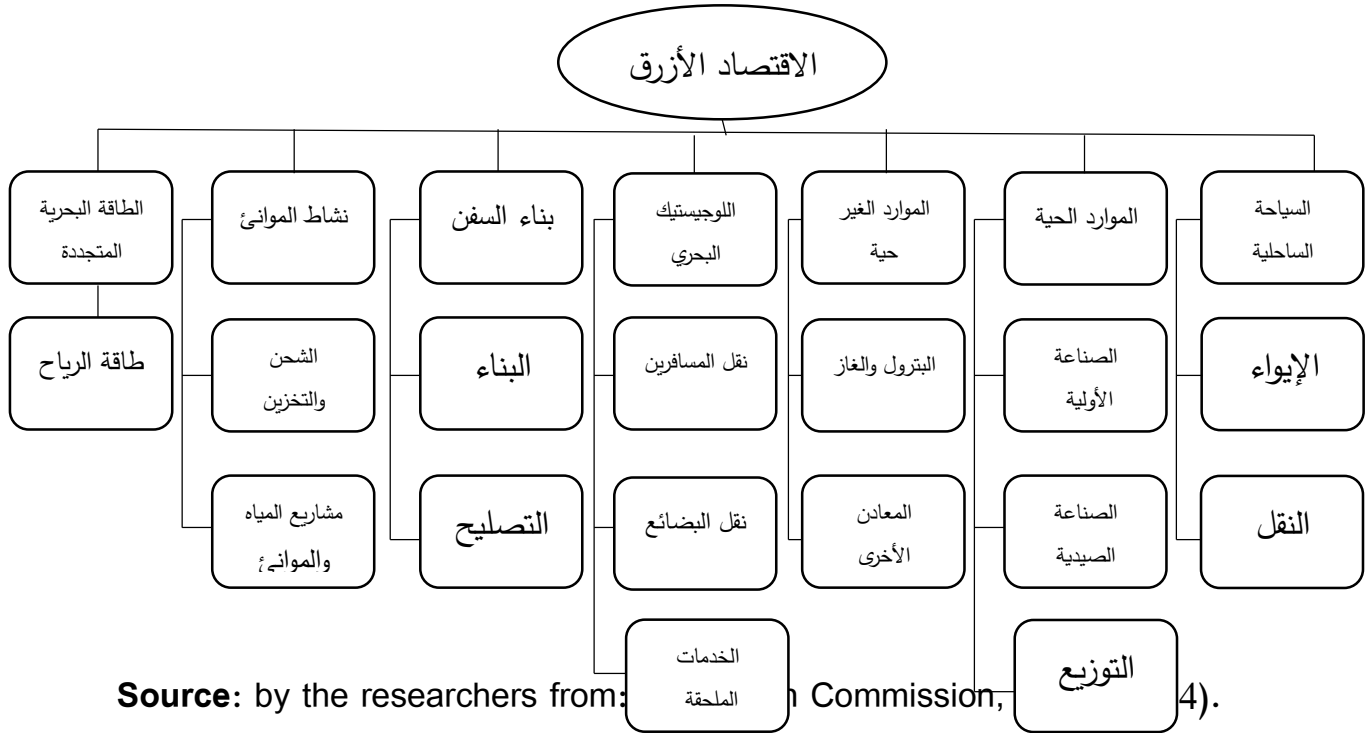 الاقتصاد الأزرق
السياحة
الساحلية
الموارد الحية
الموارد الغير
حية
اللوجيستيك
البحري
بناء السفن
نشاط الموانئ
الطاقة البحرية
المتجددة
الإيواء
الصناعة
الأولية
البترول والغاز
نقل المسافرين
البناء
الشحن
والتخزين
طاقة الرياح
النقل
الصناعة
الصيدية
المعادن
الأخرى
نقل البضائع
التصليح
مشاريع المياه
والموانئ
التوزيع
الخدمات
الملحقة
Source: by the researchers from: Commission, 4).